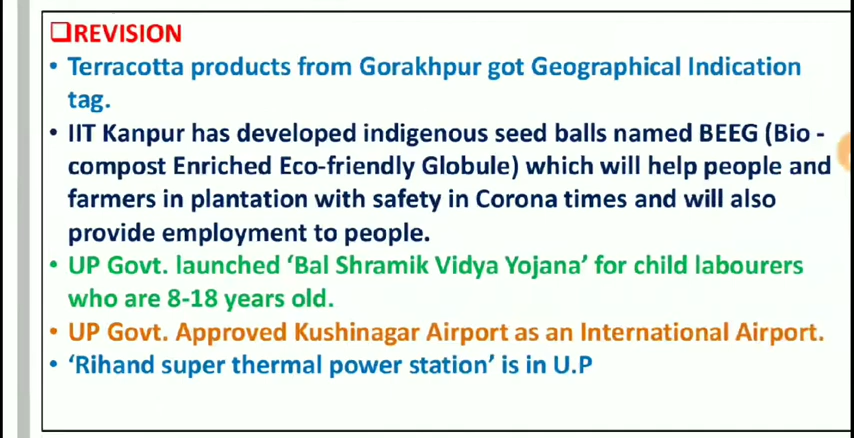 ❑REVISION
• Terracotta products from Gorakhpur got Geographical Indication
tag.
• IIT Kanpur has developed indigenous seed balls named BEEG (Bio -
compost Enriched Eco-friendly Globule) which will help people and
farmers in plantation with safety in Corona times and will also
provide employment to people.
• UP Govt. launched ‘Bal Shramik Vidya Yojana’ for child labourers
who are 8-18 years old.
• UP Govt. Approved Kushinagar Airport as an International Airport.
• ‘Rihand super thermal power station’ is in U.P